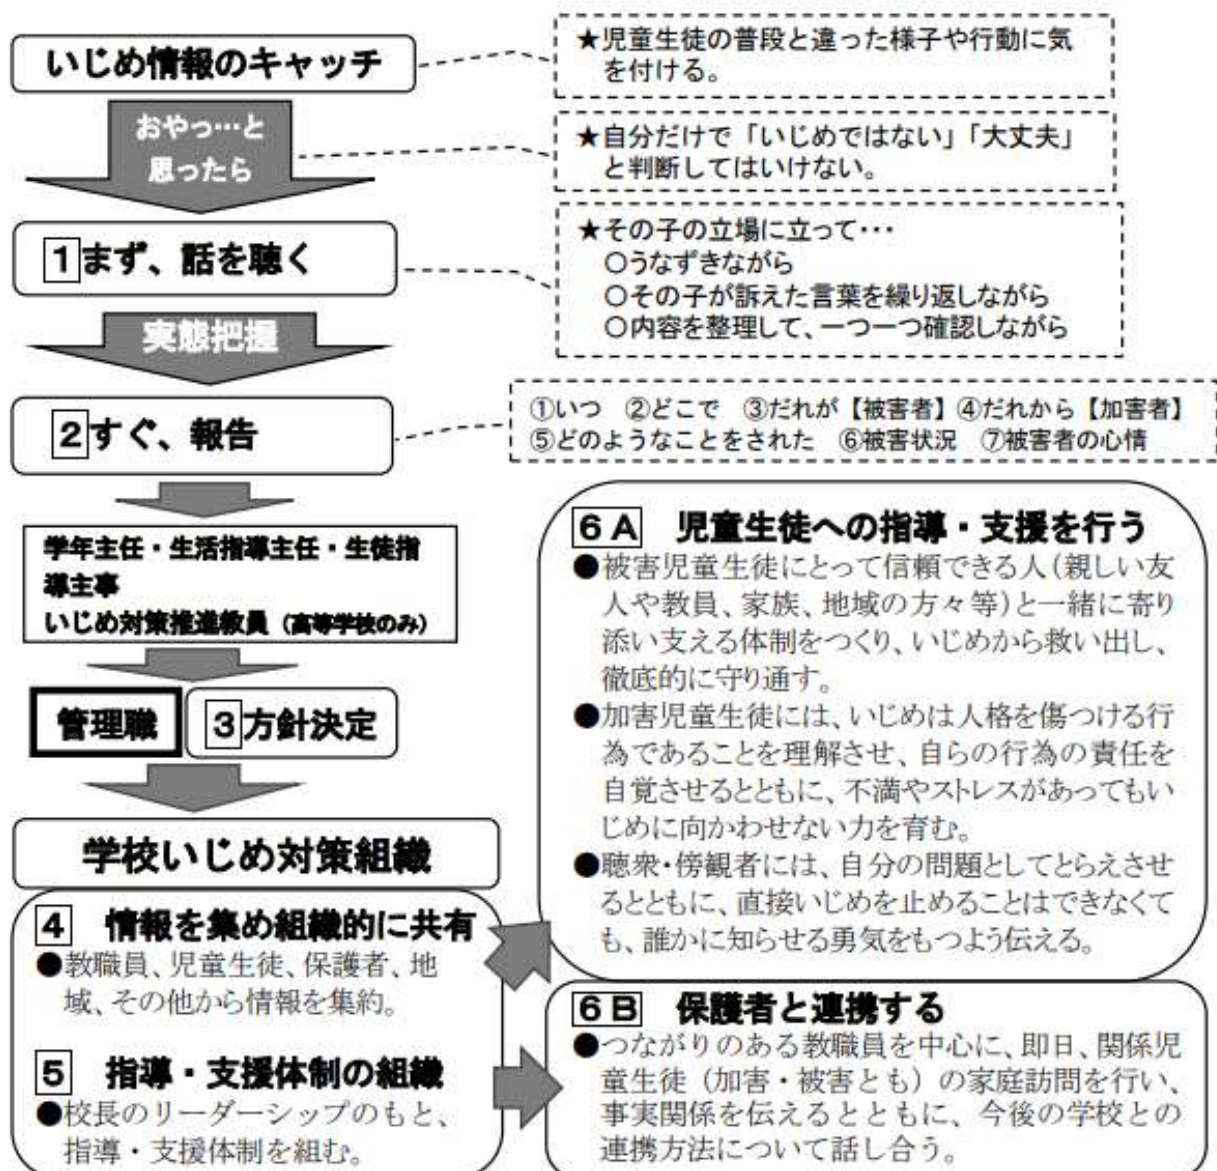 いじめ情報のキャッチ
★児童生徒の普段と違った様子や行動に気
を付ける。
おやっ…と
思ったら
★自分だけで「いじめではない」「大丈夫」
と判断してはいけない。
1まず、話を聴く
★その子の立場に立って・・・
○うなずきながら
○その子が訴えた言葉を繰り返しながら
○内容を整理して、一つ一つ確認しながら
実態把握
2すぐ、報告
①いつ ②どこで ③だれが【被害者】④だれから【加害者】
⑤どのようなことをされた ⑥被害状況 ⑦被害者の心情
学年主任・生活指導主任・生徒指
導主事
いじめ対策推進教員（高等学校のみ）
管理職
3方針決定
学校いじめ対策組織
4 情報を集め組織的に共有
●教職員、児童生徒、保護者、地
域、その他から情報を集約。
5 指導・支援体制の組織
●校長のリーダーシップのもと、
指導・支援体制を組む。
6A 児童生徒への指導・支援を行う
●被害児童生徒にとって信頼できる人(親しい友
人や教員、家族、地域の方々等)と一緒に寄り
添い支える体制をつくり、いじめから救い出し、
徹底的に守り通す。
●加害児童生徒には、いじめは人格を傷つける行
為であることを理解させ、自らの行為の責任を
自覚させるとともに、不満やストレスがあってもい
じめに向かわせない力を育む。
●聴衆・傍観者には、自分の問題としてとらえさせ
るとともに、直接いじめを止めることはできなくて
も、誰かに知らせる勇気をもつよう伝える。
6B 保護者と連携する
●つながりのある教職員を中心に、即日、関係児
童生徒（加害・被害とも）の家庭訪問を行い、
事実関係を伝えるとともに、今後の学校との
連携方法について話し合う。